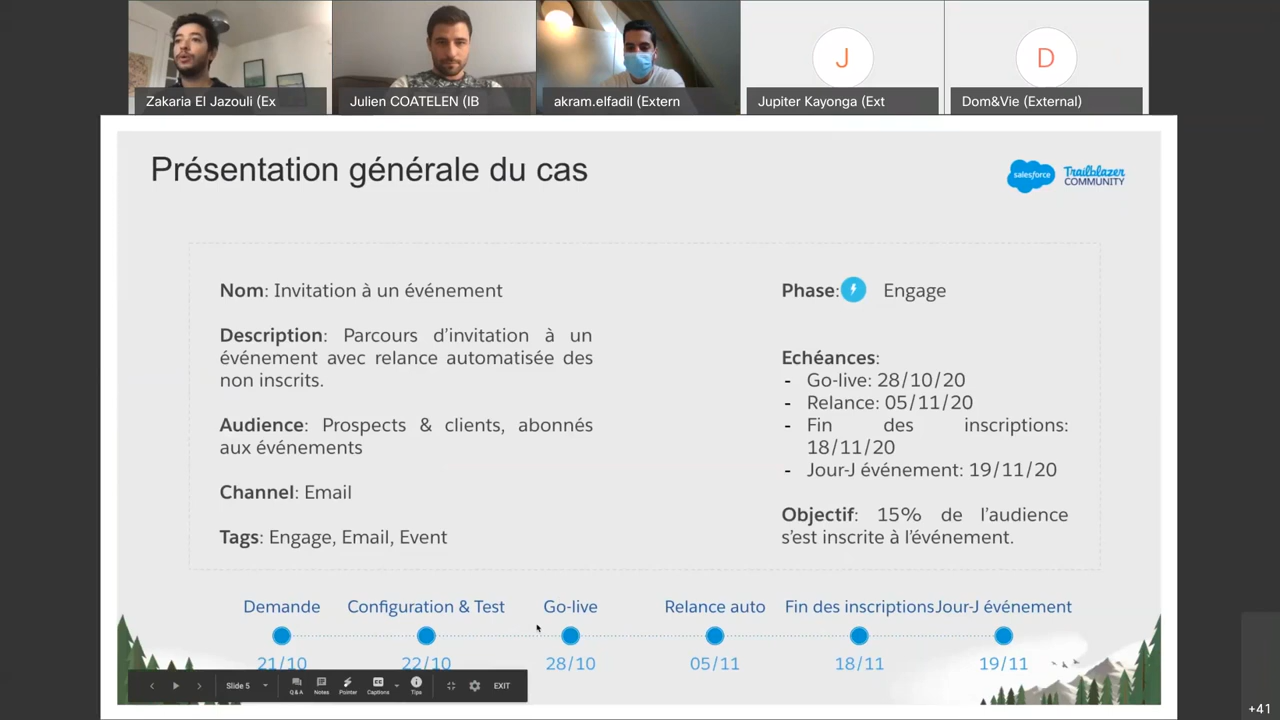 Zakaria El Jazouli (Ex
Julien COATELEN (IB
akram.elfadil (Extern
J
Jupiter Kayonga (Ext
D
Dom&Vie (External)
Présentation générale du cas
salesforce
Trailblazer
COMMUNITY
Nom: Invitation à un événement
Description: Parcours d'invitation à un
événement avec relance automatisée des
non inscrits.
Audience: Prospects & clients, abonnés
aux événements
Channel: Email
Tags: Engage, Email, Event
Phase: Engage
Echéances:
- Go-live: 28/10/20
- Relance: 05/11/20
- Fin des inscriptions:
18/11/20
- Jour-J événement: 19/11/20
Objectif: 15% de l'audience
s'est inscrite à l'événement.
Demande Configuration & Test Go-live Relance auto Fin des inscriptions Jour-J événement
21/10 22/10 28/10 05/11 18/11 19/11
Slide 5 Q&A Notes Pointer Captions Tips EXIT
+41